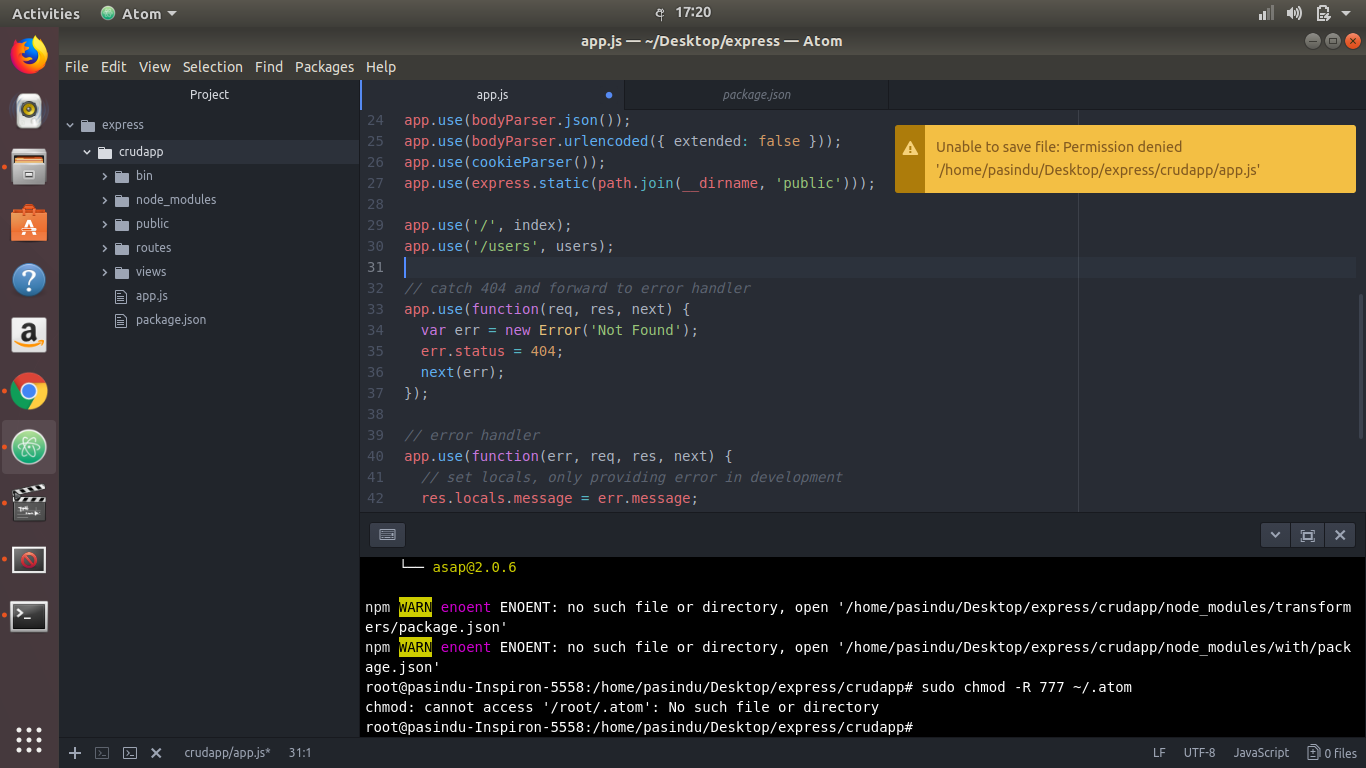 Activities
Atom
17:20
app.js — ~/Desktop/express — Atom
File Edit View Selection Find Packages Help
Project
express
crudapp
bin
node_modules
public
routes
views
app.js
package.json
app.js
package.json
24 app.use(bodyParser.json());
25 app.use(bodyParser.urlencoded({ extended: false }));
26 app.use(cookieParser());
27 app.use(express.static(path.join(__dirname, 'public')));
28
29 app.use('/', index);
30 app.use('/users', users);
31
32 // catch 404 and forward to error handler
33 app.use(function(req, res, next) {
34 var err = new Error('Not Found');
35 err.status = 404;
36 next(err);
37 });
38
39 // error handler
40 app.use(function(err, req, res, next) {
41 // set locals, only providing error in development
42 res.locals.message = err.message;
Unable to save file: Permission denied
'/home/pasindu/Desktop/express/crudapp/app.js'
└── asap@2.0.6
npm WARN enoent ENOENT: no such file or directory, open '/home/pasindu/Desktop/express/crudapp/node_modules/transform
ers/package.json'
npm WARN enoent ENOENT: no such file or directory, open '/home/pasindu/Desktop/express/crudapp/node_modules/with/pack
age.json'
root@pasindu-Inspiron-5558:/home/pasindu/Desktop/express/crudapp# sudo chmod -R 777 ~/.atom
chmod: cannot access '/root/.atom': No such file or directory
root@pasindu-Inspiron-5558:/home/pasindu/Desktop/express/crudapp#
crudapp/app.js* 31:1
LF UTF-8 JavaScript 0 files